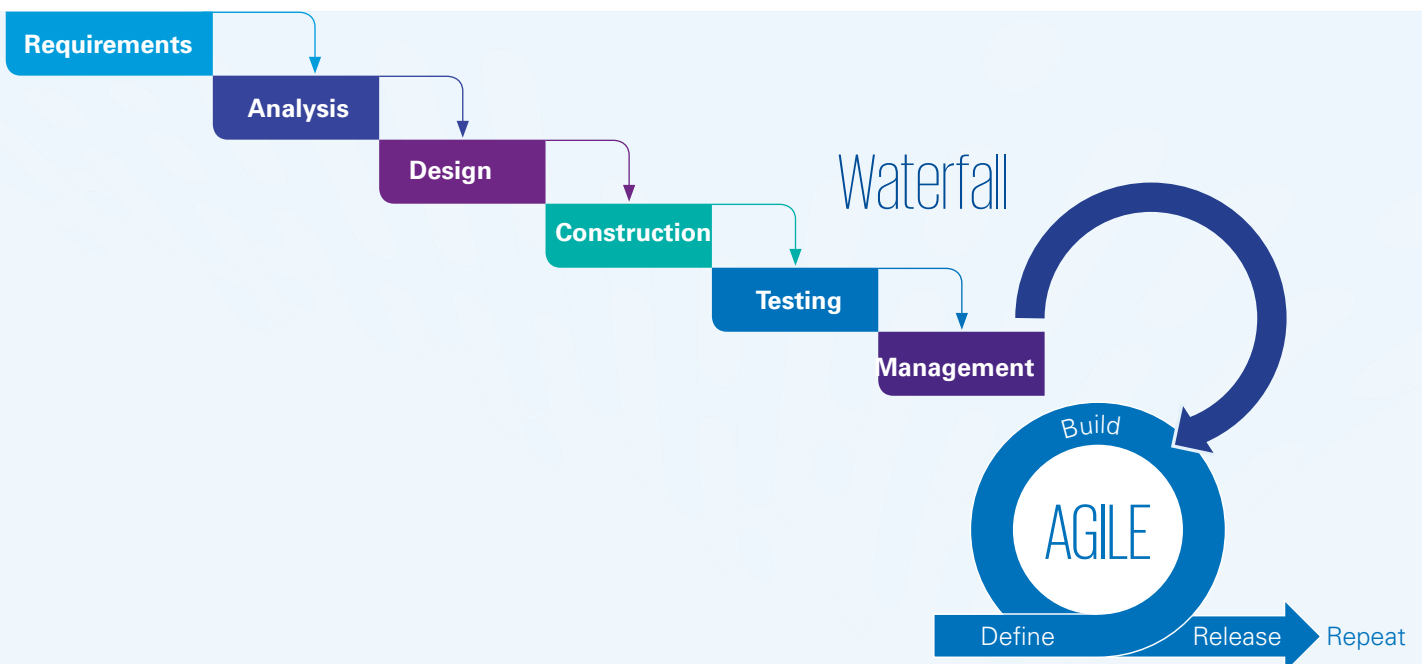 Requirements
Analysis
Design
Waterfall
Construction
Testing
Management
Build
AGILE
Define
Release
Repeat